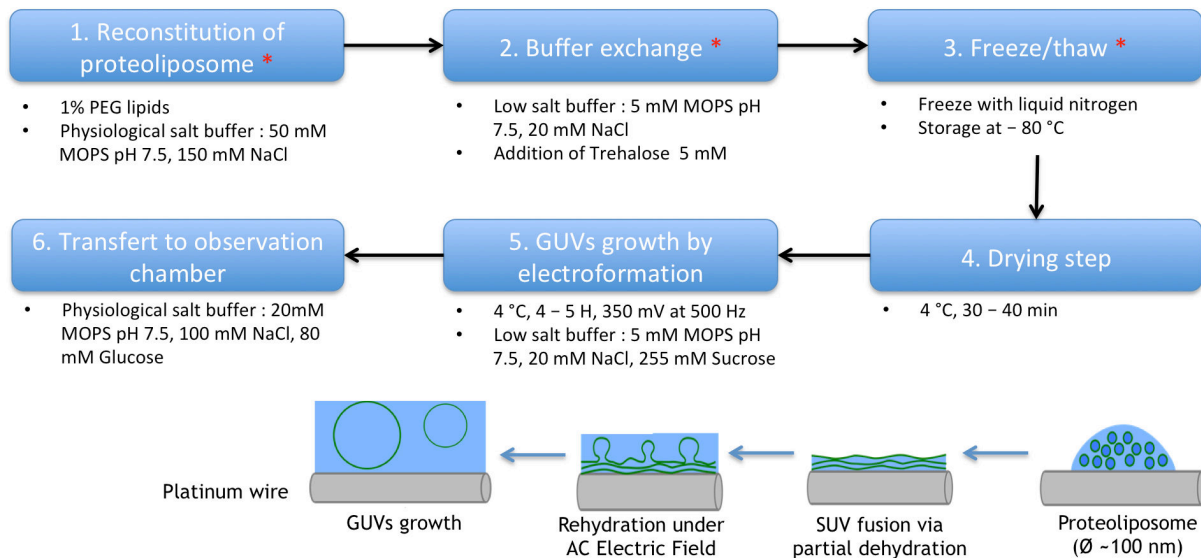 1. Reconstitution of
proteoliposome *
• 1% PEG lipids
• Physiological salt buffer : 50 mM
MOPS pH 7.5, 150 mM NaCl
2. Buffer exchange *
• Low salt buffer : 5 mM MOPS pH
7.5, 20 mM NaCl
• Addition of Trehalose 5 mM
3. Freeze/thaw *
• Freeze with liquid nitrogen
• Storage at − 80 °C
4. Drying step
• 4 °C, 30 – 40 min
5. GUVs growth by
electroformation
• 4 °C, 4 – 5 H, 350 mV at 500 Hz
• Low salt buffer : 5 mM MOPS pH
7.5, 20 mM NaCl, 255 mM Sucrose
6. Transfert to observation
chamber
• Physiological salt buffer : 20mM
MOPS pH 7.5, 100 mM NaCl, 80
mM Glucose
Platinum wire
GUVs growth
Rehydration under
AC Electric Field
SUV fusion via
partial dehydration
Proteoliposome
(Ø ~100 nm)